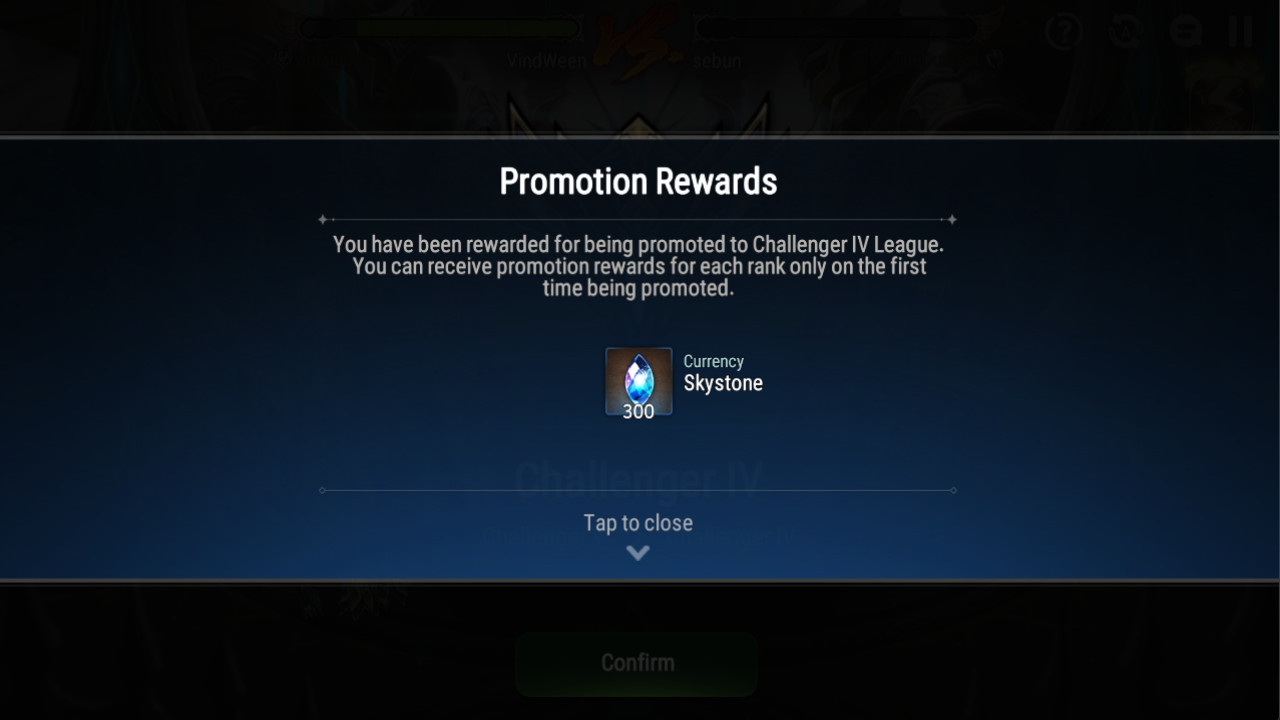 VindWeen
VS.
sebun
Promotion Rewards
You have been rewarded for being promoted to Challenger IV League.
You can receive promotion rewards for each rank only on the first
time being promoted.
Currency
Skystone
300
Challenger IV
Tap to close
Confirm